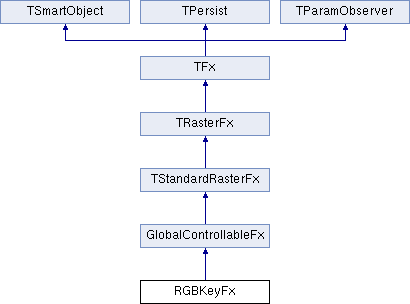 TSmartObject TPersist TParamObserver
TFx
TRasterFx
TStandardRasterFx
GlobalControllableFx
RGBKeyFx